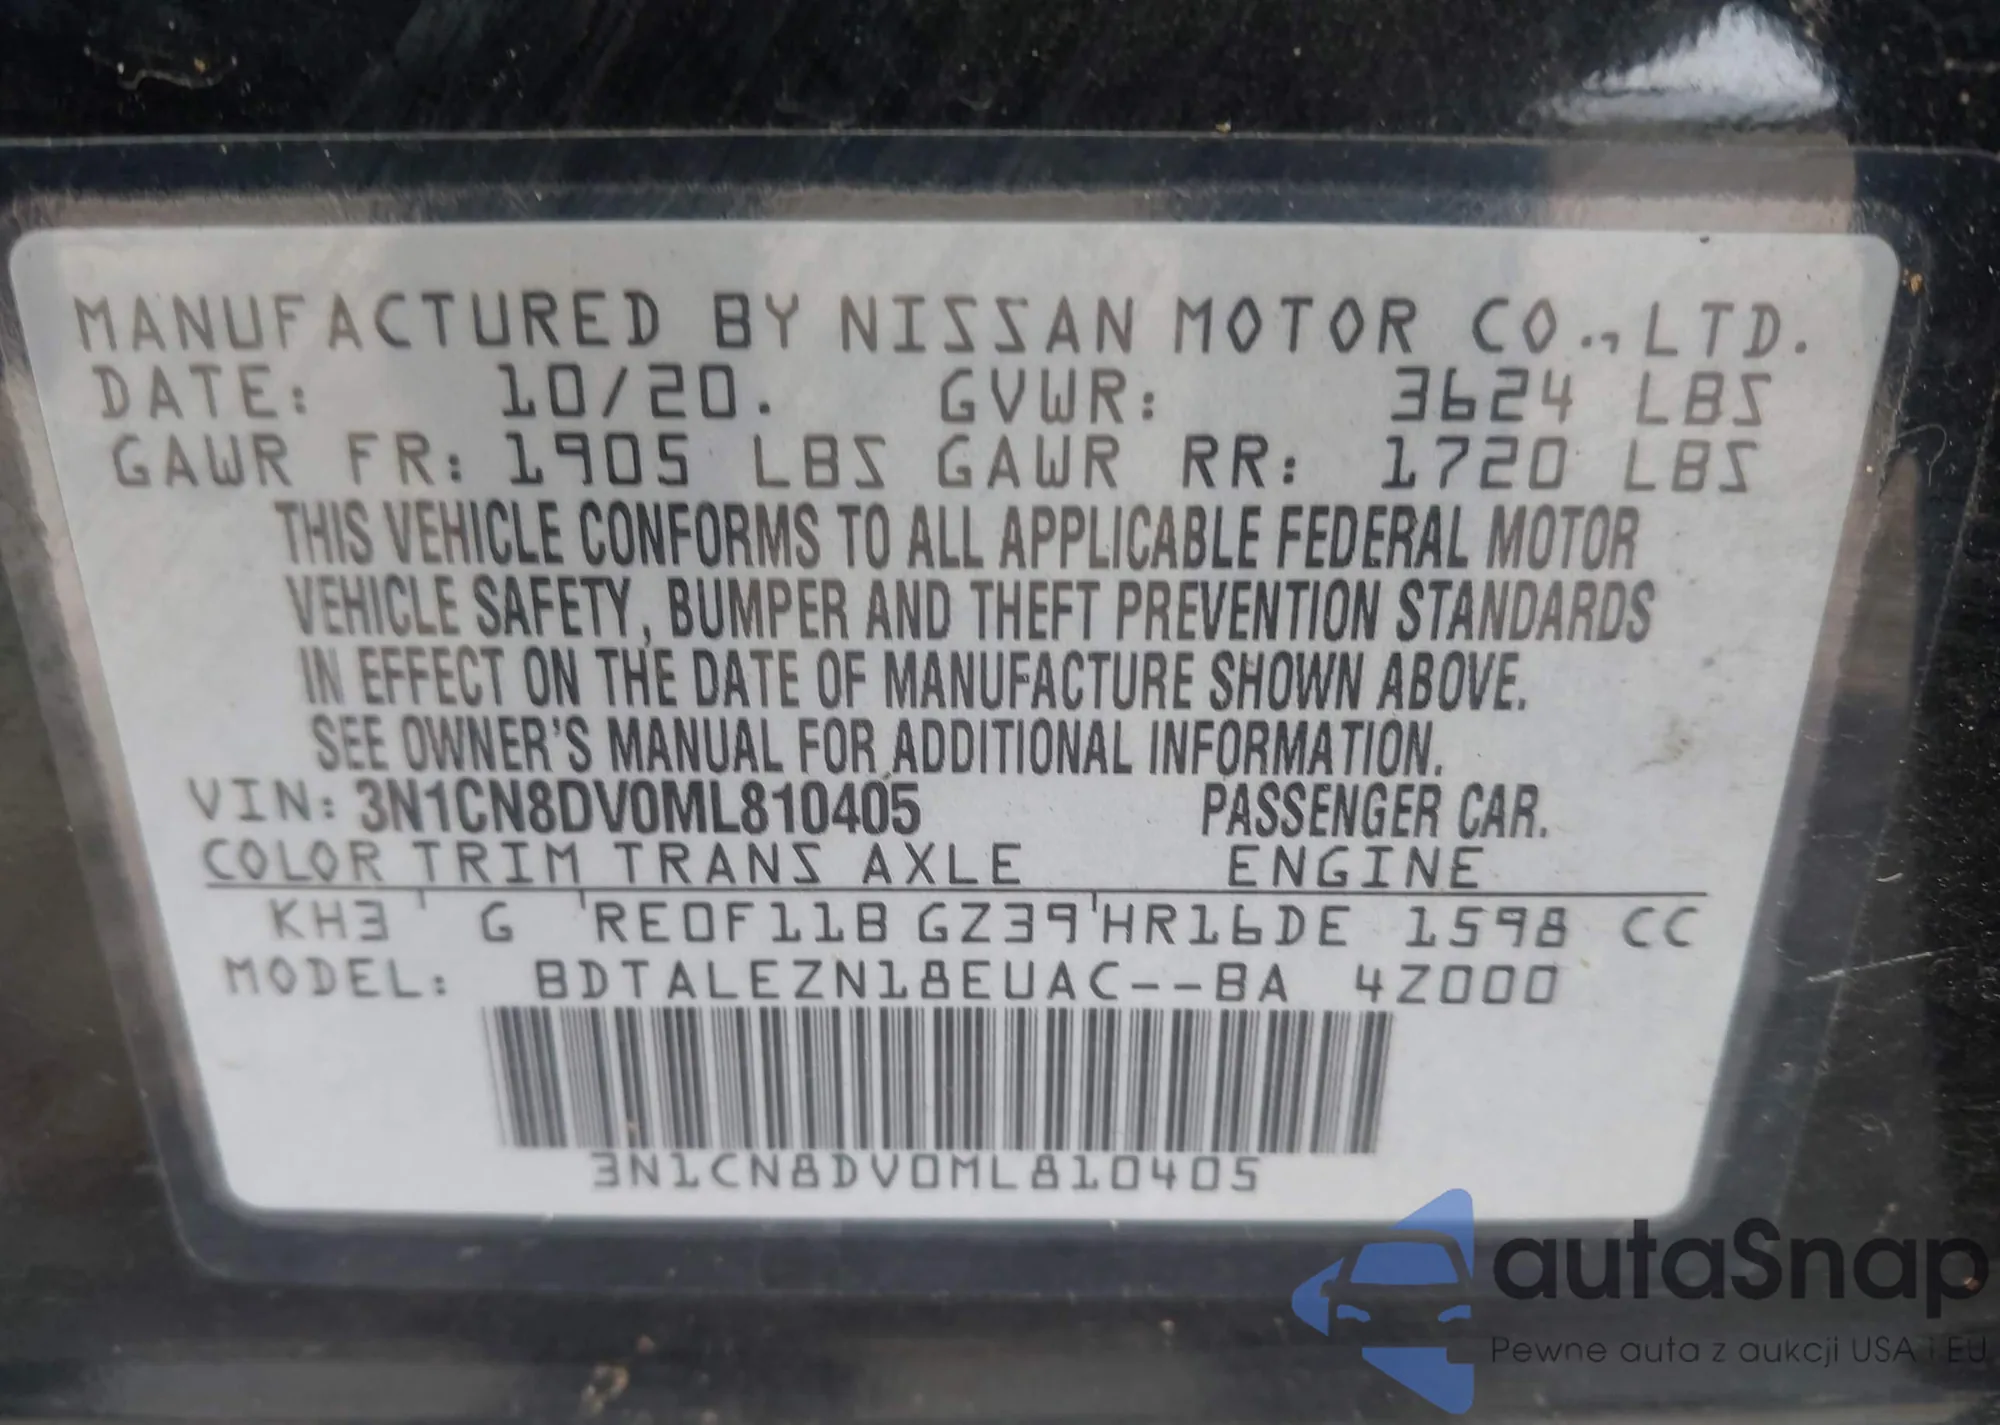 MANUFACTURED BY NISSAN MOTOR CO., LTD.
DATE: 10/20. GVWR: 3624 LBS
GAWR FR: 1905 LBS GAWR RR: 1720 LBS
THIS VEHICLE CONFORMS TO ALL APPLICABLE FEDERAL MOTOR
VEHICLE SAFETY, BUMPER AND THEFT PREVENTION STANDARDS
IN EFFECT ON THE DATE OF MANUFACTURE SHOWN ABOVE.
SEE OWNER'S MANUAL FOR ADDITIONAL INFORMATION.
VIN: 3N1CN8DV0ML810405 PASSENGER CAR.
COLOR TRIM TRANS AXLE ENGINE
KH3 G RE0F11B GZ39 HR16DE 1598 CC
MODEL: BDTALEZN18EUAC--BA 4Z000
3N1CN8DV0ML810405
autaSnap
Pewne auta z aukcji USA i EU